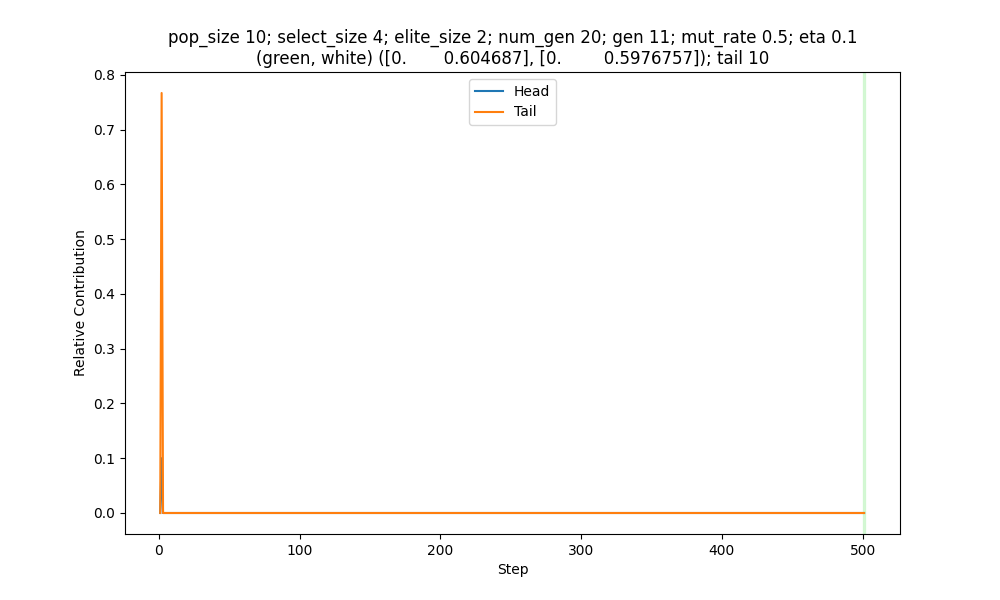 pop_size 10; select_size 4; elite_size 2; num_gen 20; gen 11; mut_rate 0.5; eta 0.1
(green, white) ([0. 0.604687], [0. 0.5976757]); tail 10
Head
Tail
0.8
0.7
0.6
0.5
0.4
0.3
0.2
0.1
0.0
Relative Contribution
0 100 200 300 400 500
Step